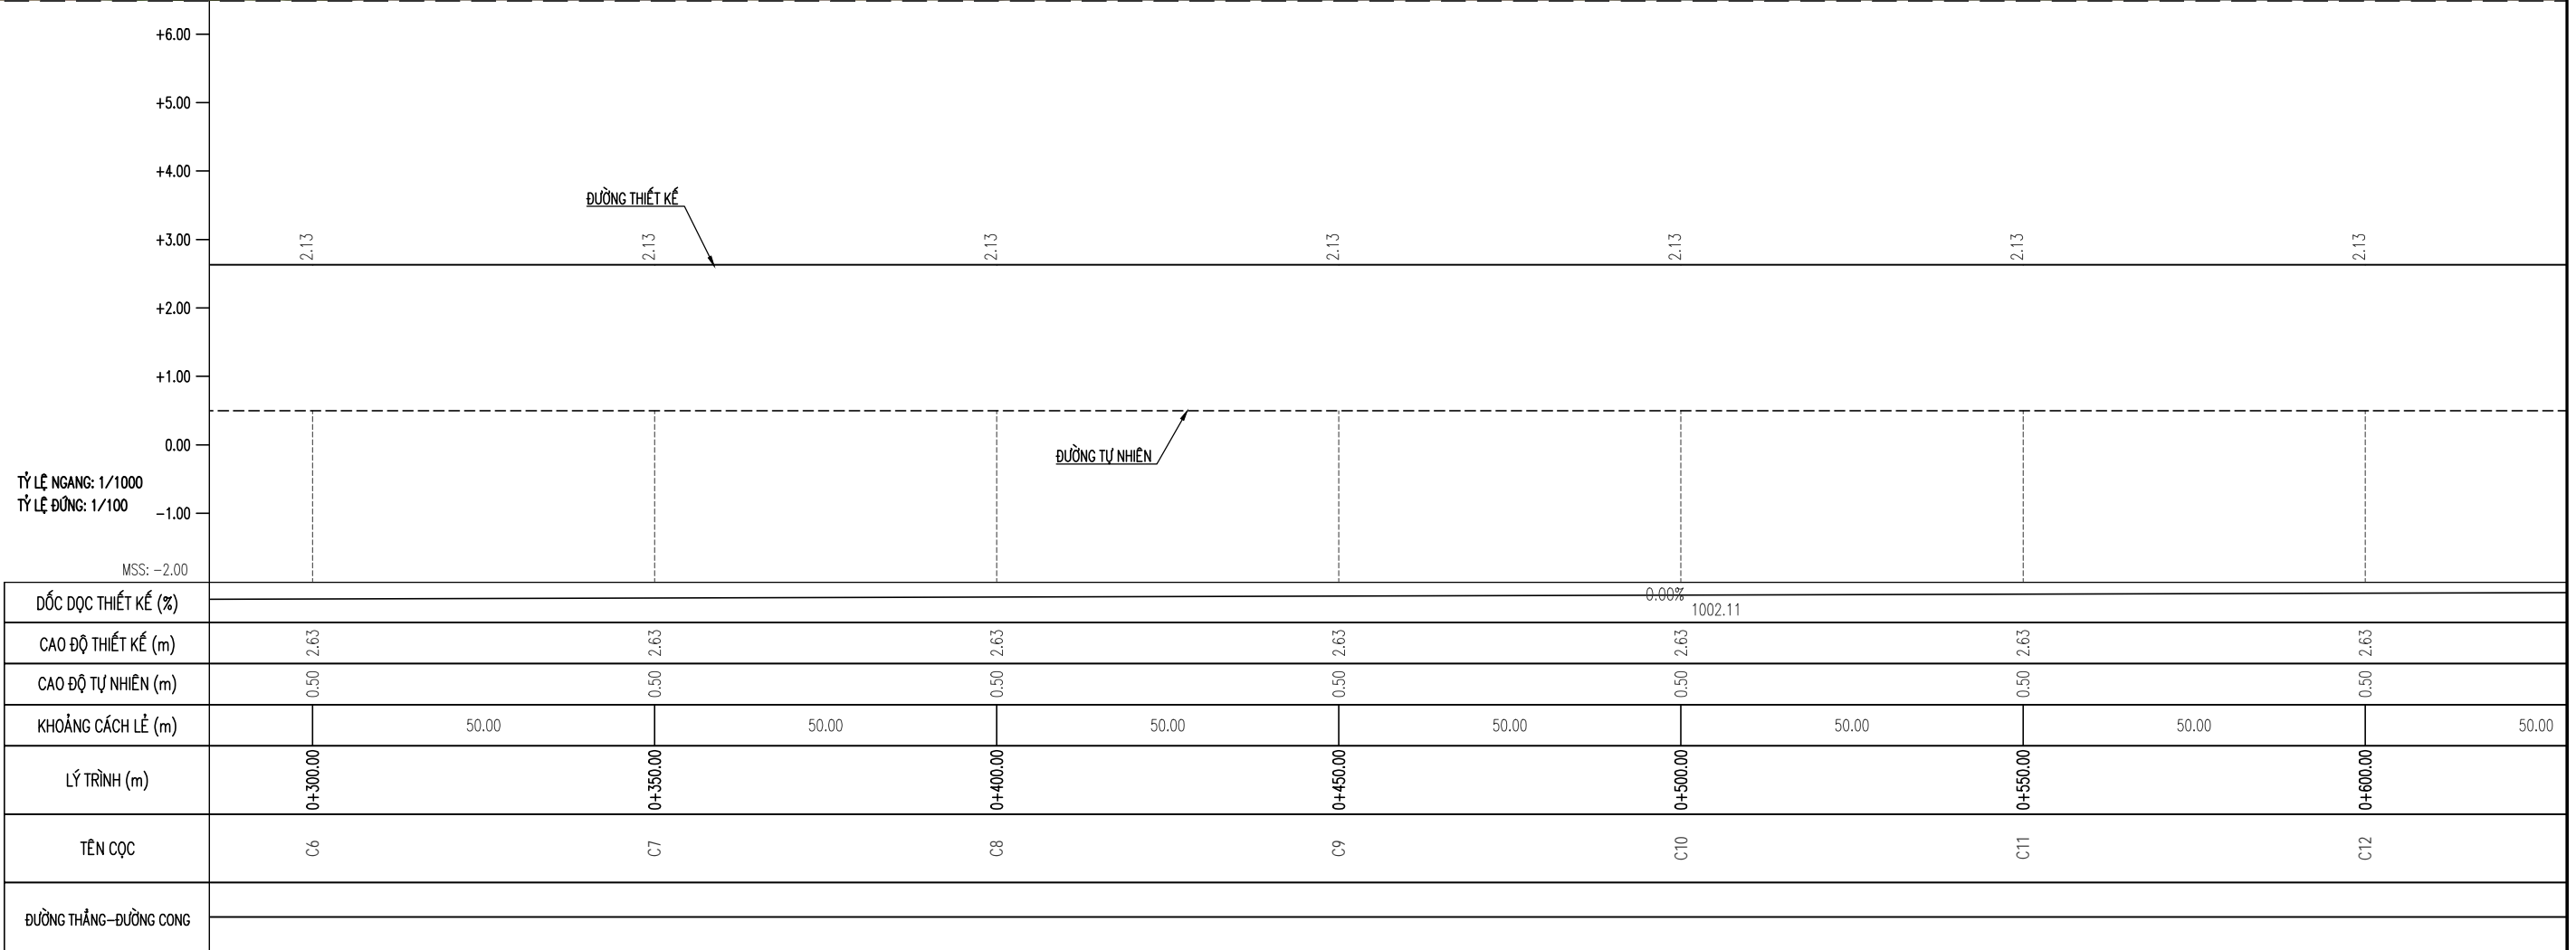 +6.00
+5.00
+4.00
ĐƯỜNG THIẾT KẾ
+3.00
2.13 2.13 2.13 2.13 2.13 2.13 2.13
+2.00
+1.00
0.00
ĐƯỜNG TỰ NHIÊN
TỶ LỆ NGANG: 1/1000
TỶ LỆ ĐỨNG: 1/100
-1.00
MSS: -2.00
DỐC DỌC THIẾT KẾ (%) 0.00% 1002.11
CAO ĐỘ THIẾT KẾ (m) 2.63 2.63 2.63 2.63 2.63 2.63 2.63
CAO ĐỘ TỰ NHIÊN (m) 0.50 0.50 0.50 0.50 0.50 0.50 0.50
KHOẢNG CÁCH LẺ (m) 50.00 50.00 50.00 50.00 50.00 50.00 50.00
LÝ TRÌNH (m) 0+300.00 0+350.00 0+400.00 0+450.00 0+500.00 0+550.00 0+600.00
TÊN CỌC C6 C7 C8 C9 C10 C11 C12
ĐƯỜNG THẲNG-ĐƯỜNG CONG